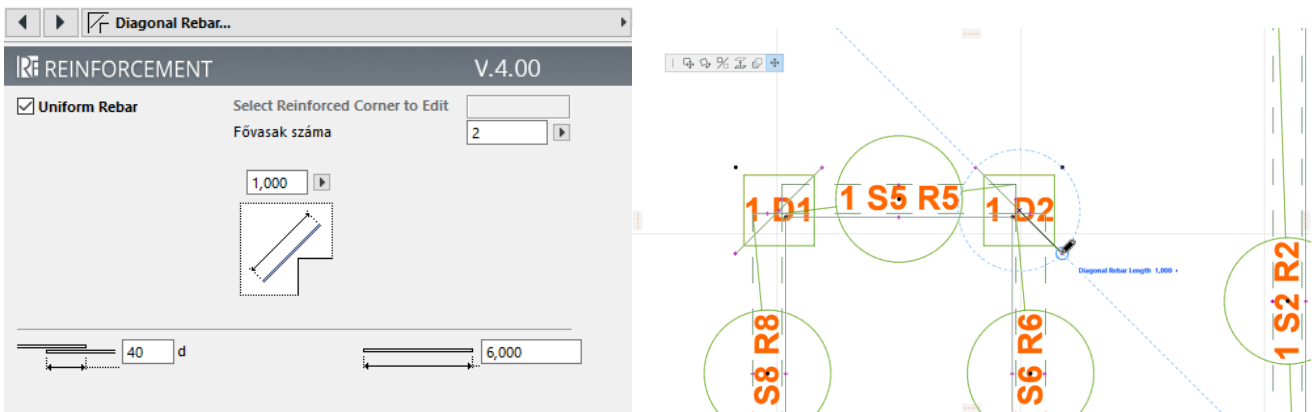 Diagonal Rebar...
REINFORCEMENT V.4.00
Uniform Rebar
Select Reinforced Corner to Edit
Fővasak száma 2
1,000
40 d
6,000
1 D1
1 S5 R5
1 D2
Diagonal Rebar Length 1,000
1 S2 R2
S8 R8
S6 R6